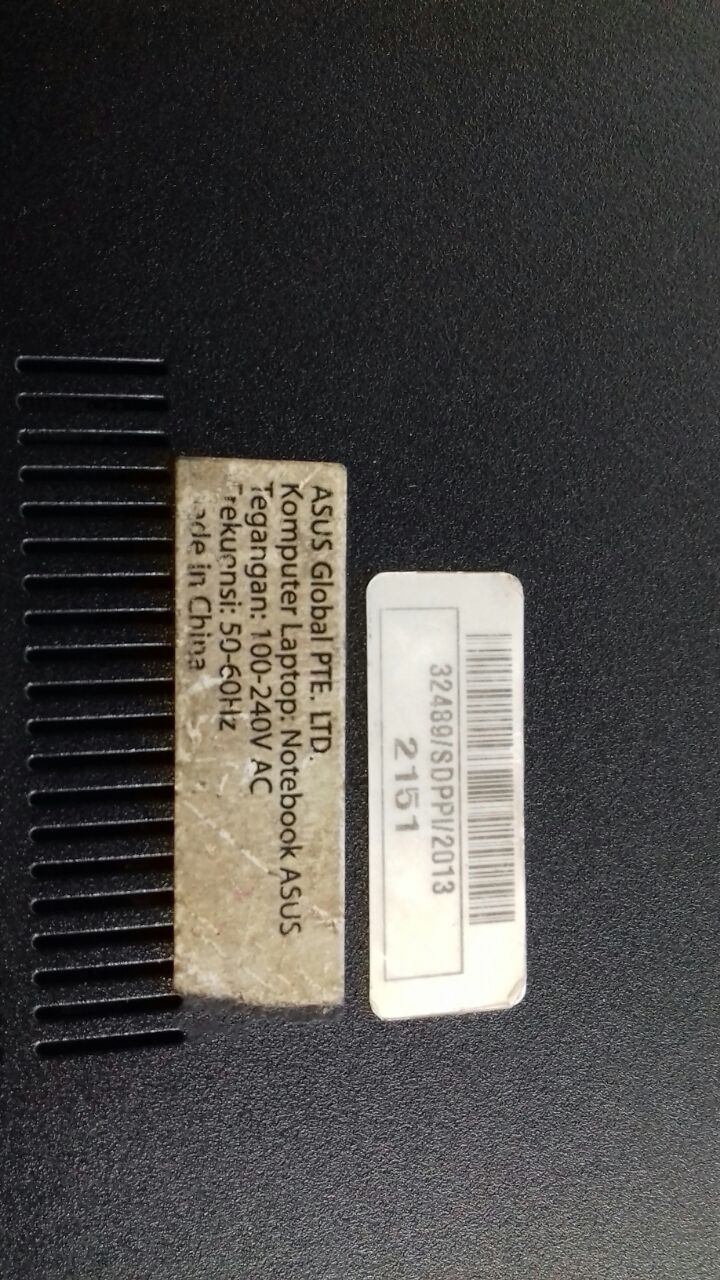 ASUS Global PTE. LTD.
Komputer Laptop: Notebook ASUS
Tegangan: 100-240V AC
Frekuensi: 50-60Hz
Made in China
32489/SDPPI/2013
2151